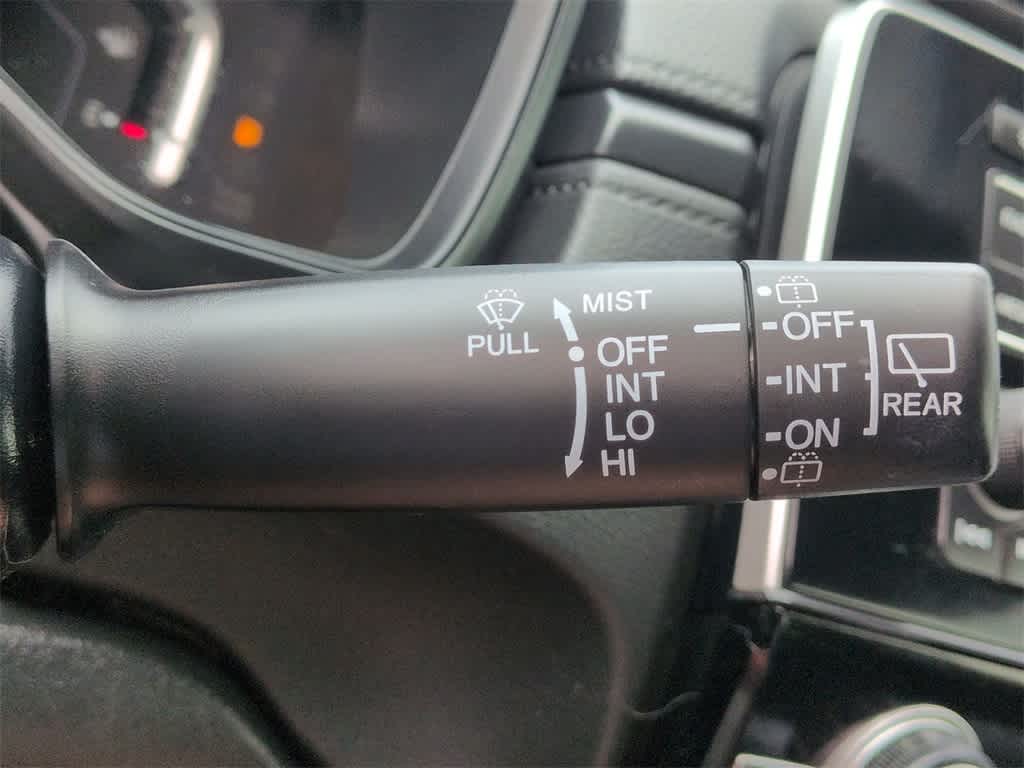 MIST
PULL
OFF
INT
LO
HI
OFF
INT
ON
REAR